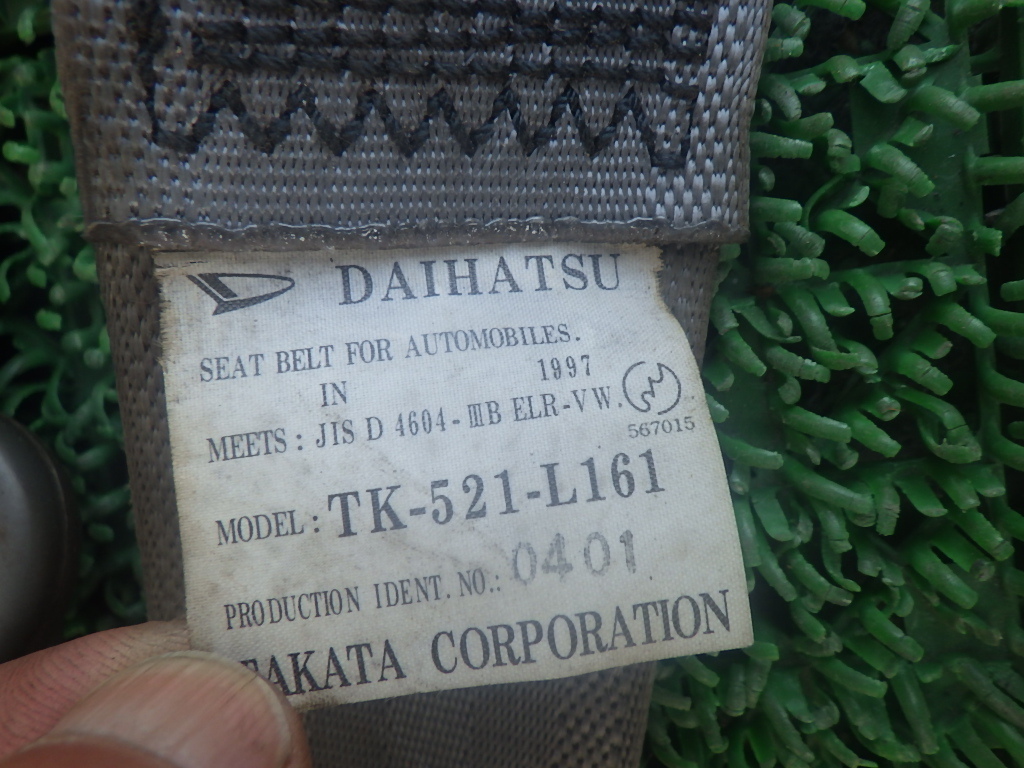 DAIHATSU
SEAT BELT FOR AUTOMOBILES.
IN 1997
MEETS : JIS D 4604-ⅢB ELR-VW.
567015
MODEL : TK-521-L161
PRODUCTION IDENT. NO.: 0401
TAKATA CORPORATION